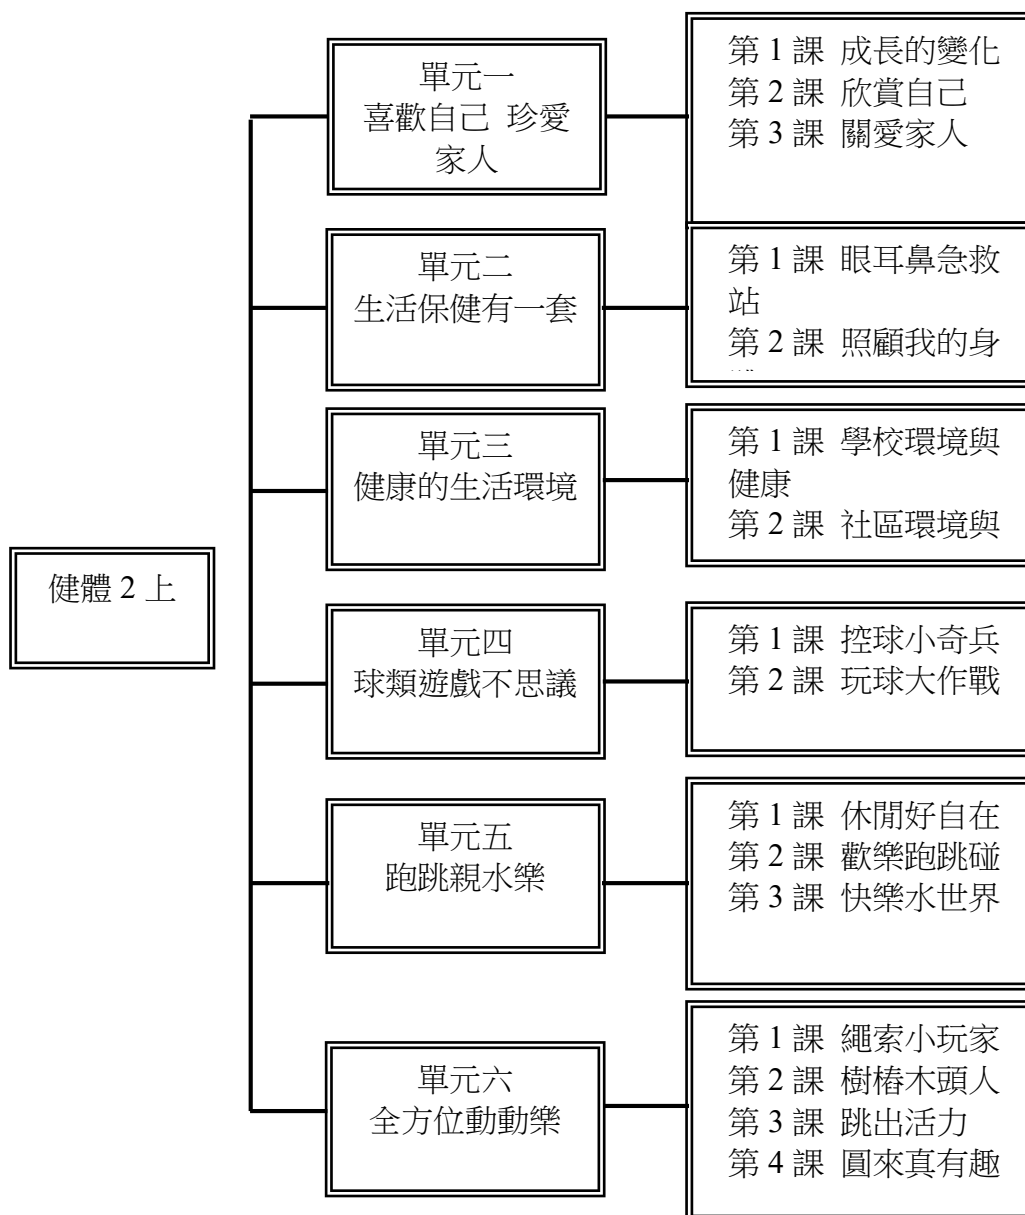 健體 2 上
單元一
喜歡自己 珍愛
家人
第 1 課 成長的變化
第 2 課 欣賞自己
第 3 課 關愛家人
單元二
生活保健有一套
第 1 課 眼耳鼻急救
站
第 2 課 照顧我的身
單元三
健康的生活環境
第 1 課 學校環境與
健康
第 2 課 社區環境與
單元四
球類遊戲不思議
第 1 課 控球小奇兵
第 2 課 玩球大作戰
單元五
跑跳親水樂
第 1 課 休閒好自在
第 2 課 歡樂跑跳碰
第 3 課 快樂水世界
單元六
全方位動動樂
第 1 課 繩索小玩家
第 2 課 樹樁木頭人
第 3 課 跳出活力
第 4 課 圓來真有趣